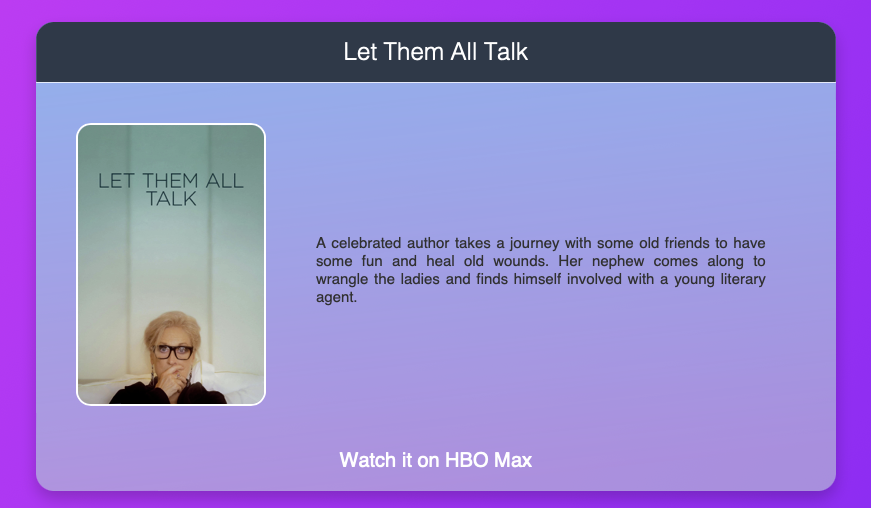 Let Them All Talk
LET THEM ALL
TALK
A celebrated author takes a journey with some old friends to have
some fun and heal old wounds. Her nephew comes along to
wrangle the ladies and finds himself involved with a young literary
agent.
Watch it on HBO Max